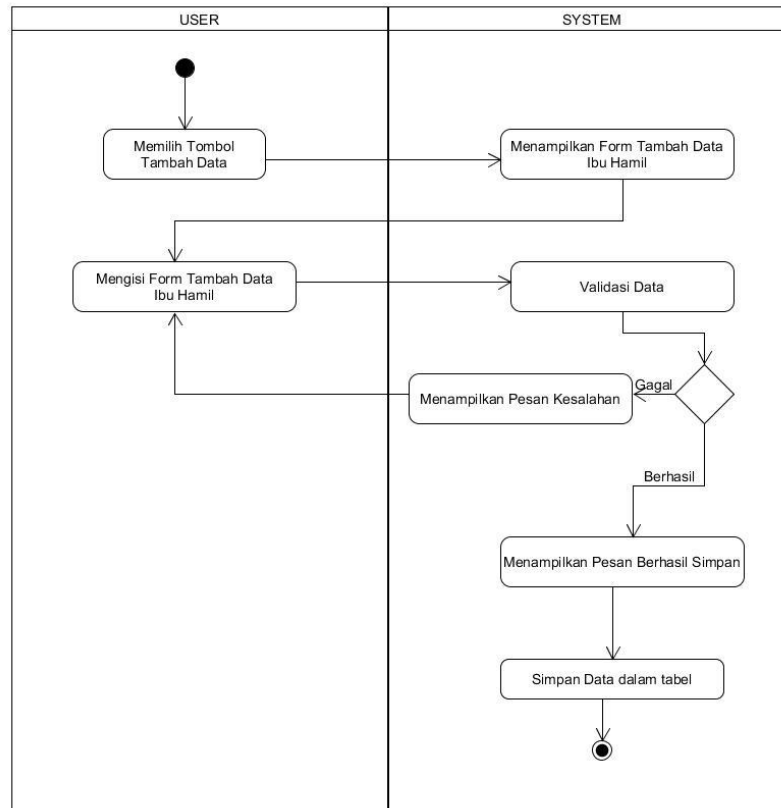 USER
SYSTEM
Memilih Tombol
Tambah Data
Menampilkan Form Tambah Data
Ibu Hamil
Mengisi Form Tambah Data
Ibu Hamil
Validasi Data
Gagal
Menampilkan Pesan Kesalahan
Berhasil
Menampilkan Pesan Berhasil Simpan
Simpan Data dalam tabel